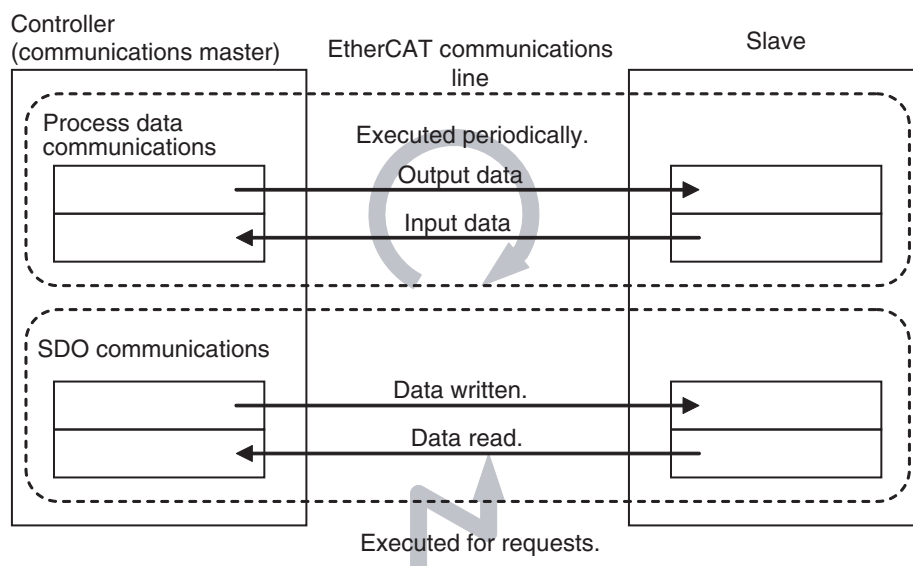 Controller
(communications master)
EtherCAT communications
line
Slave
Process data
communications
Executed periodically.
Output data
Input data
SDO communications
Data written.
Data read.
Executed for requests.